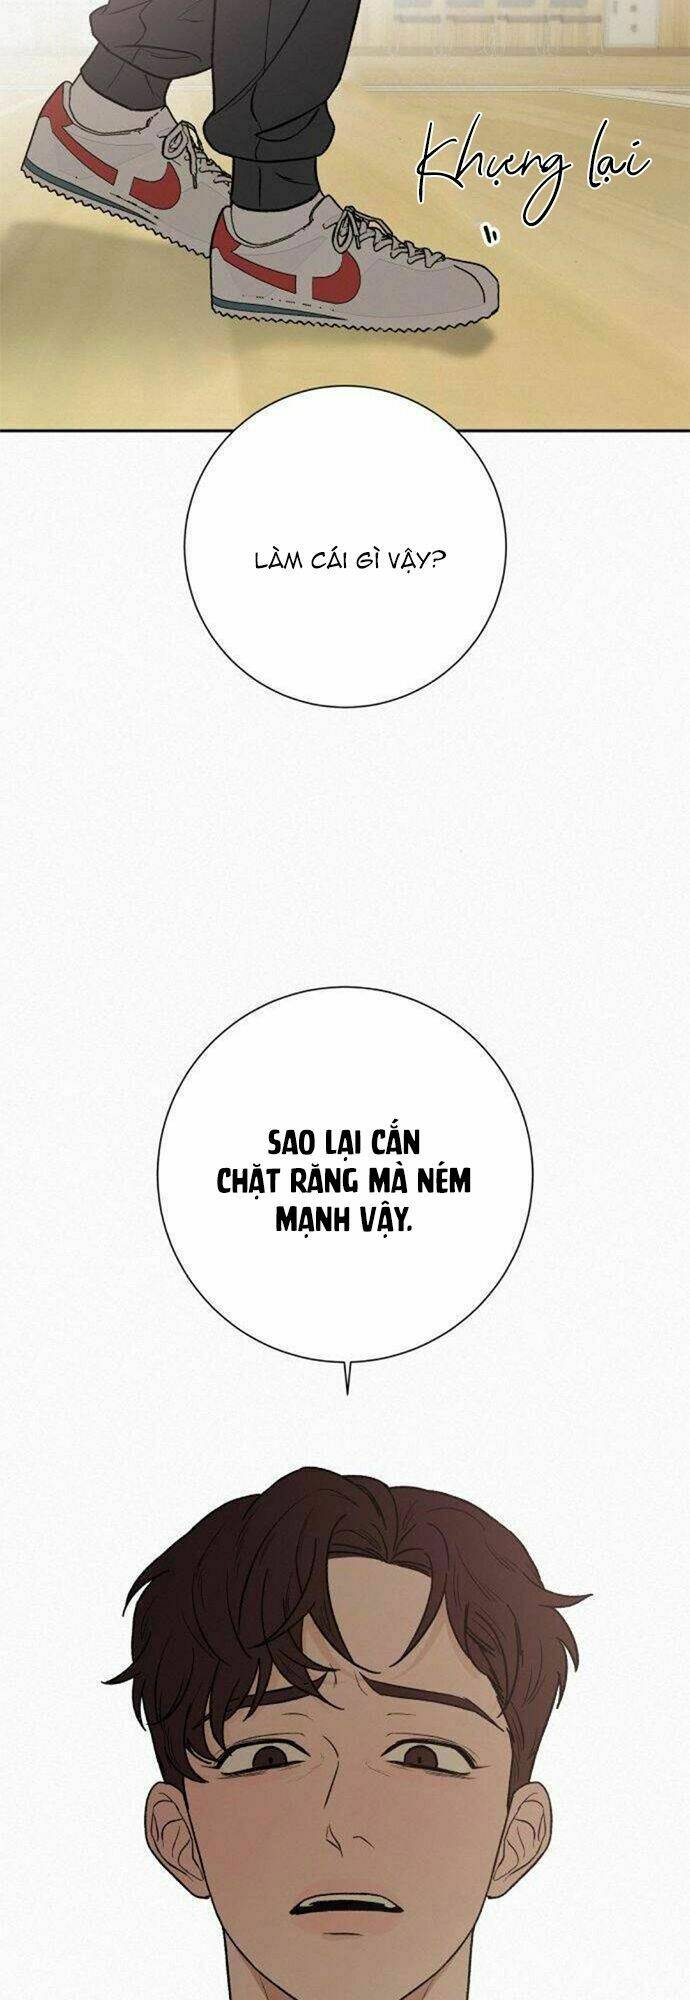 Khựng lại
LÀM CÁI GÌ VẬY?
SAO LẠI CẮN
CHẶT RĂNG MÀ NÉM
MẠNH VẬY.